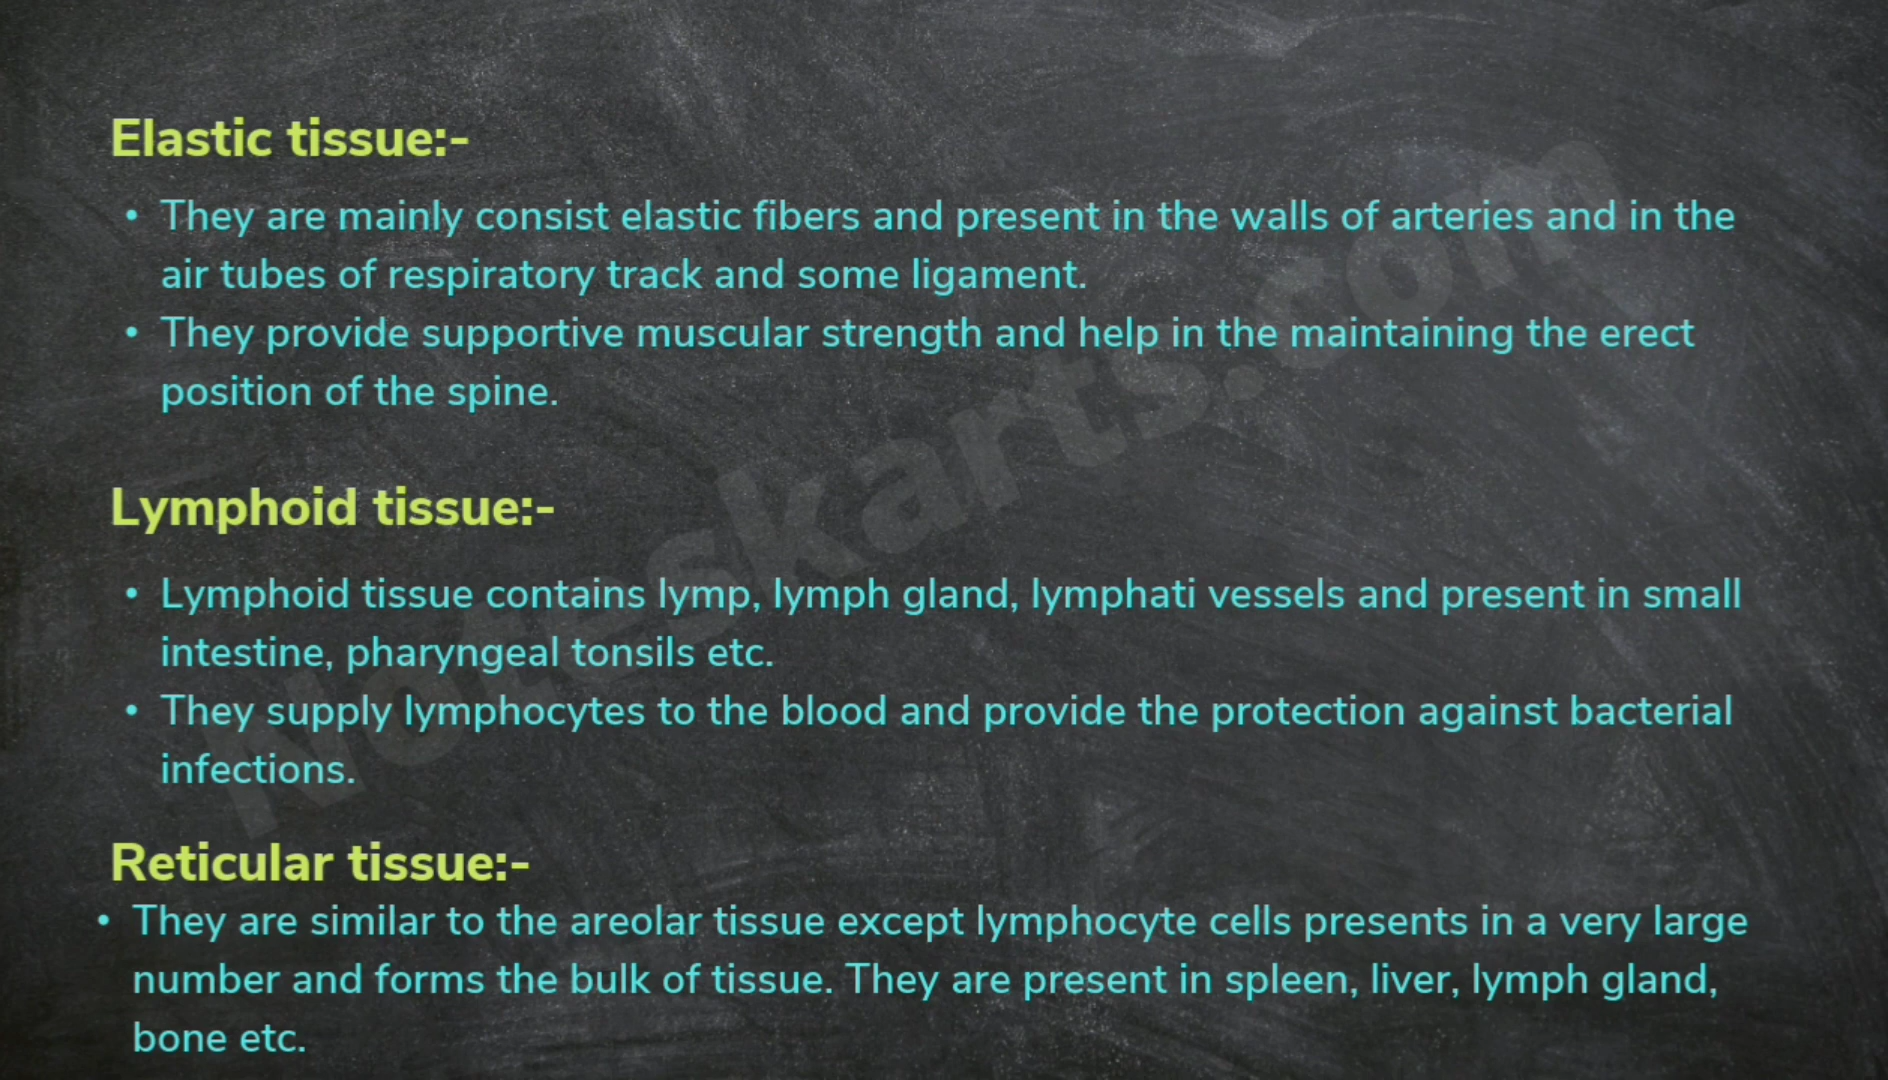 Elastic tissue:-
• They are mainly consist elastic fibers and present in the walls of arteries and in the
air tubes of respiratory track and some ligament.
• They provide supportive muscular strength and help in the maintaining the erect
position of the spine.
Lymphoid tissue:-
• Lymphoid tissue contains lymp, lymph gland, lymphati vessels and present in small
intestine, pharyngeal tonsils etc.
• They supply lymphocytes to the blood and provide the protection against bacterial
infections.
Reticular tissue:-
• They are similar to the areolar tissue except lymphocyte cells presents in a very large
number and forms the bulk of tissue. They are present in spleen, liver, lymph gland,
bone etc.
Noteskarts.com